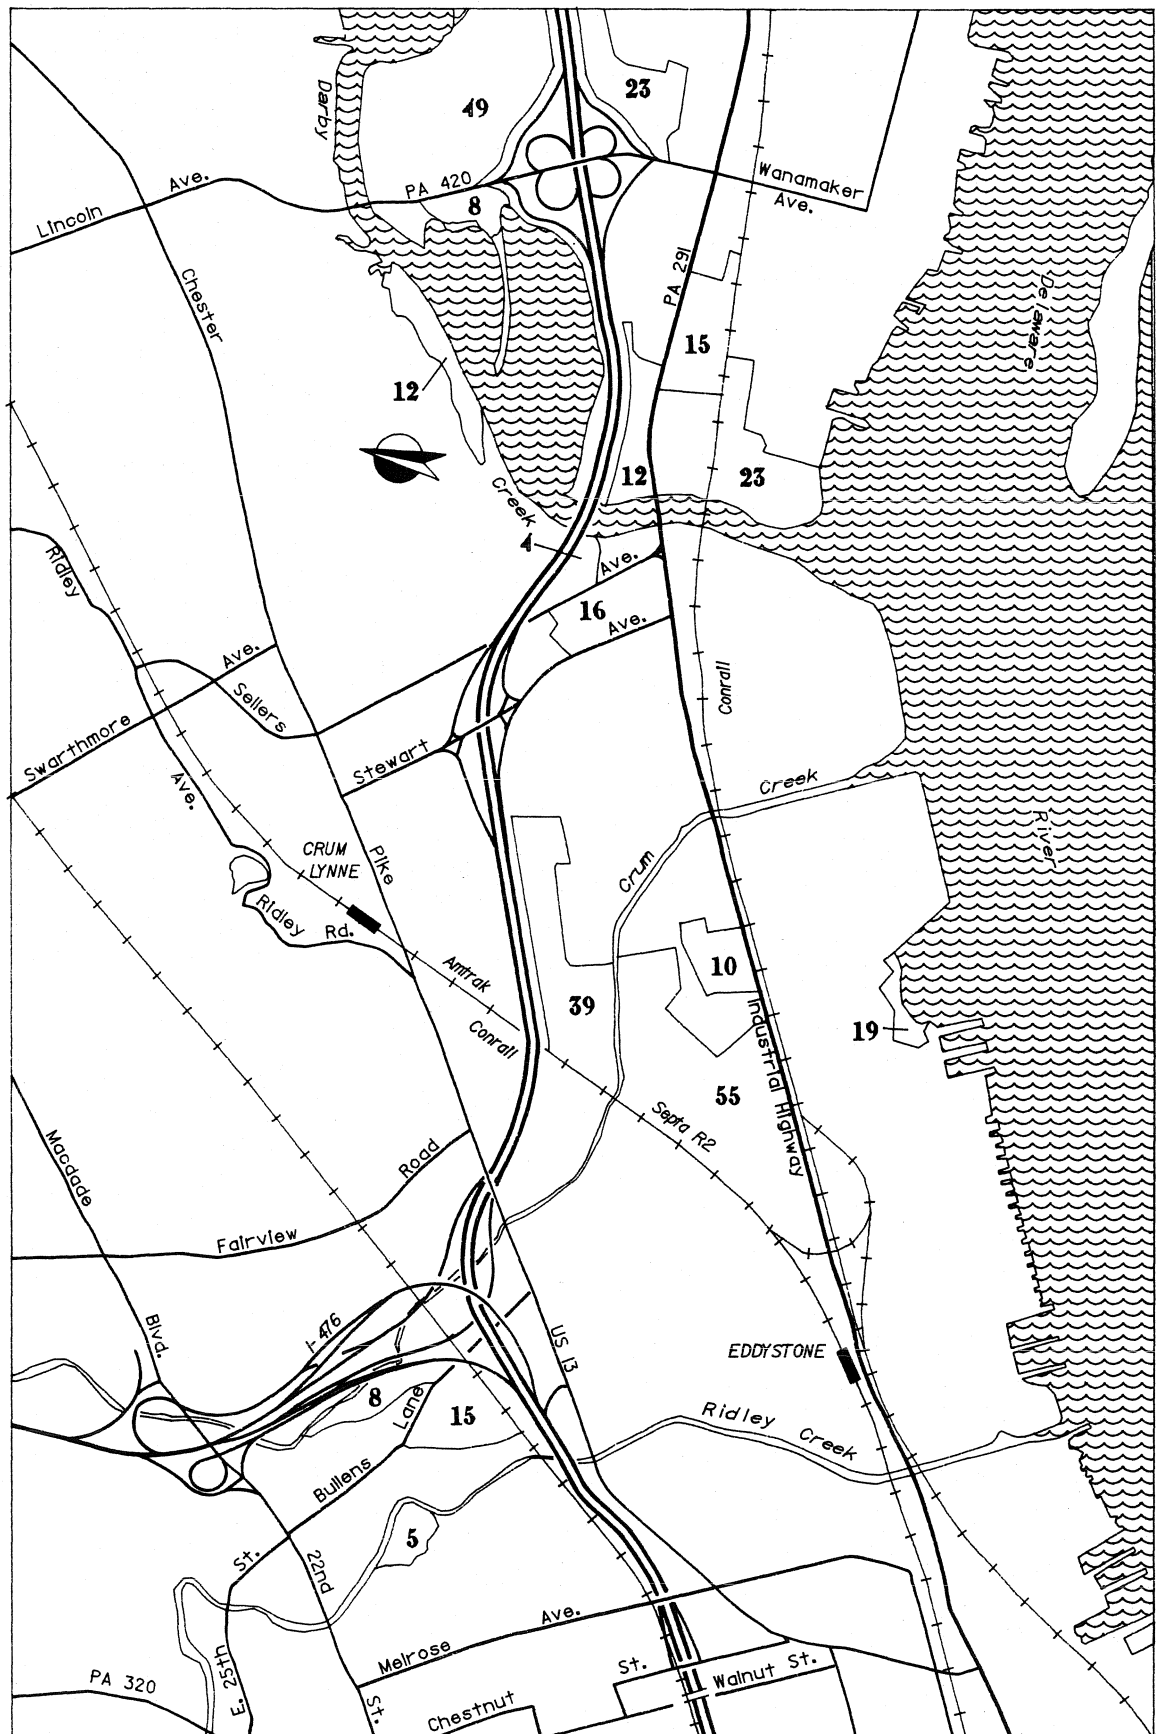 23
49
Darby
Ave.
PA 420
Wanamaker
Ave.
8
Lincoln
Chester
PA 291
Delaware
15
12
12
23
Creek
4
Ave.
Ridley
16
Ave.
Ave.
Conrail
Sellers
Swarthmore
Stewart
Creek
Ave.
River
CRUM
LYNNE
Pike
Crum
Ridley
Rd.
10
Amtrak
39
19
Conrail
Industrial Highway
55
Septa R2
Macdade
Road
Fairview
I-476
Blvd.
US 13
EDDYSTONE
8
Lane
15
Ridley
Creek
Bullens
5
St.
22nd
Ave.
Melrose
St.
Walnut St.
E. 25th
PA 320
St.
Chestnut